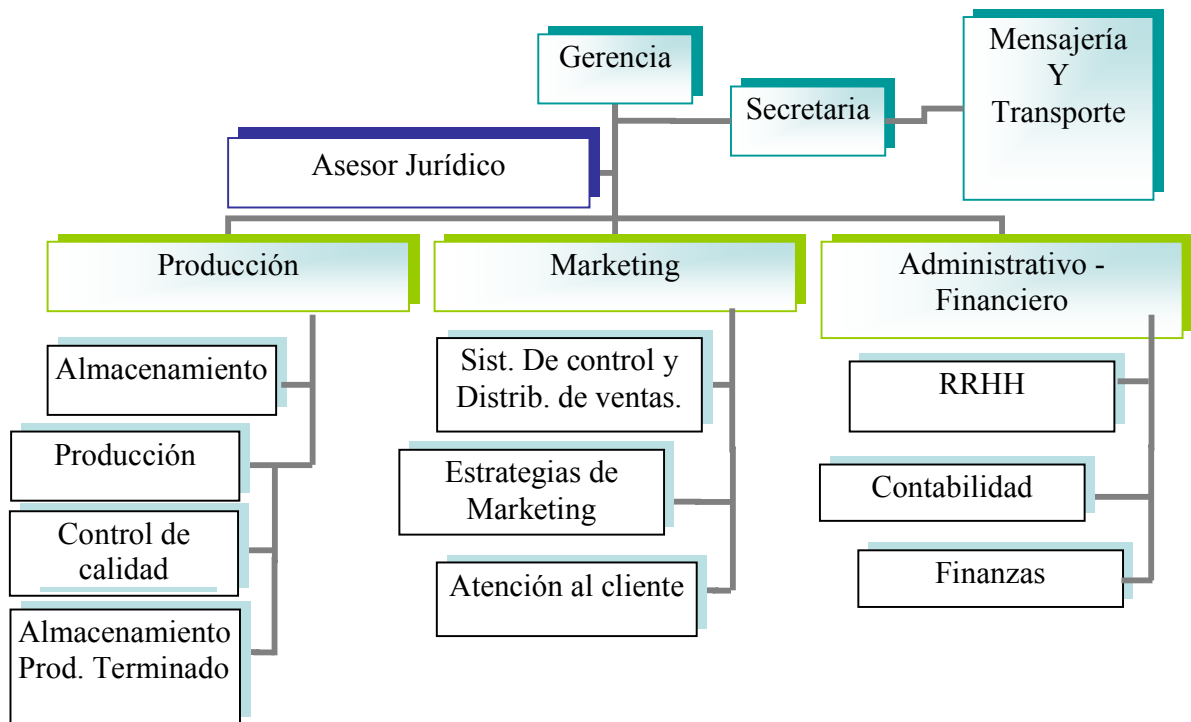 Gerencia
Secretaria
Mensajería
Y
Transporte
Asesor Jurídico
Producción
Marketing
Administrativo -
Financiero
Almacenamiento
Producción
Control de
calidad
Almacenamiento
Prod. Terminado
Sist. De control y
Distrib. de ventas.
Estrategias de
Marketing
Atención al cliente
RRHH
Contabilidad
Finanzas